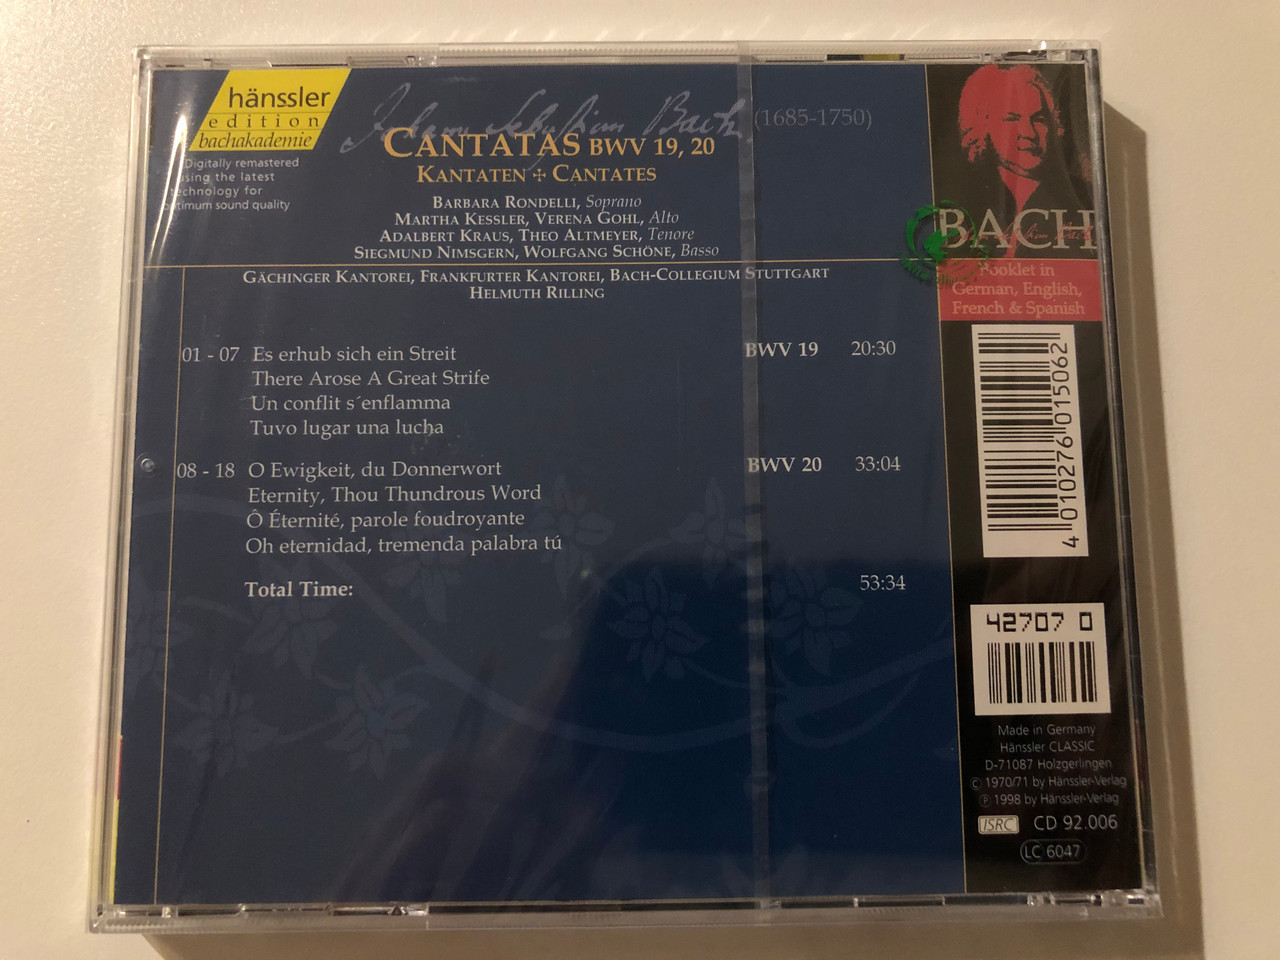 hänssler
edition
bachakademie
Digitally remastered
using the latest
technology for
optimum sound quality
Johann Sebastian Bach (1685-1750)
CANTATAS BWV 19, 20
KANTATEN + CANTATES
BARBARA RONDELLI, Soprano
MARTHA KESSLER, VERENA GOHL, Alto
ADALBERT KRAUS, THEO ALTMEYER, Tenore
SIEGMUND NIMSGERN, WOLFGANG SCHÖNE, Basso
GÄCHINGER KANTOREI, FRANKFURTER KANTOREI, BACH-COLLEGIUM STUTTGART
HELMUTH RILLING
01 - 07 Es erhub sich ein Streit BWV 19 20:30
There Arose A Great Strife
Un conflit s´enflamma
Tuvo lugar una lucha
08 - 18 O Ewigkeit, du Donnerwort BWV 20 33:04
Eternity, Thou Thundrous Word
Ô Éternité, parole foudroyante
Oh eternidad, tremenda palabra tú
Total Time: 53:34
BACH
Booklet in
German, English,
French & Spanish
4 010276 015062
42707 0
Made in Germany
Hänssler CLASSIC
D-71087 Holzgerlingen
© 1970/71 by Hänssler-Verlag
℗ 1998 by Hänssler-Verlag
ISRC CD 92.006
LC 6047